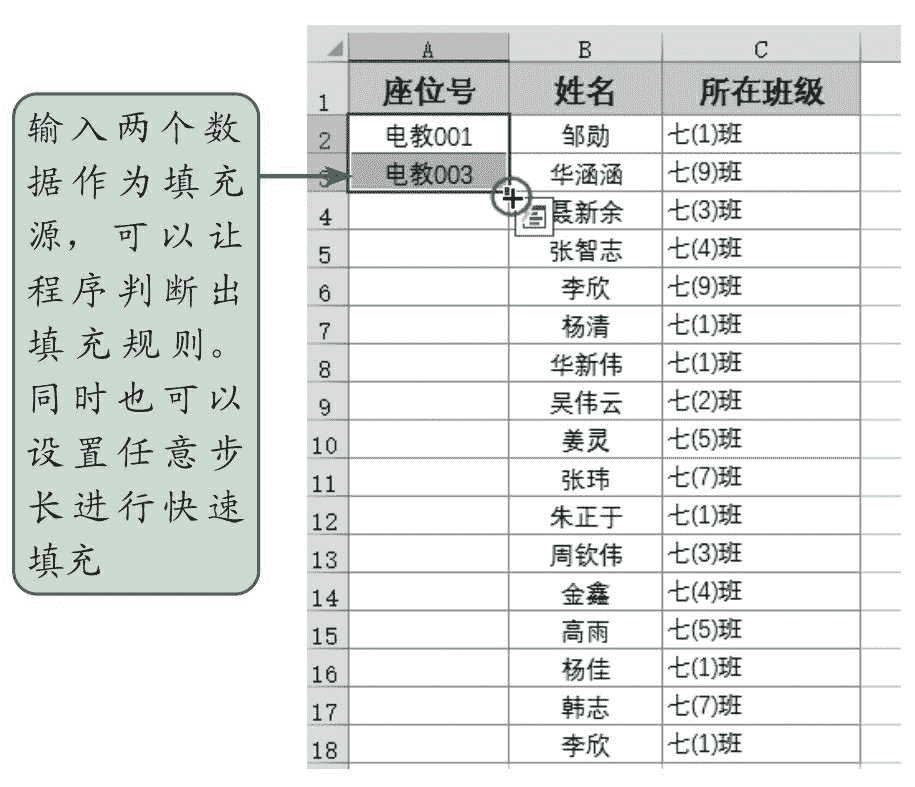 输入两个数
据作为填充
源，可以让
程序判断出
填充规则。
同时也可以
设置任意步
长进行快速
填充
A B C
1 座位号 姓名 所在班级
2 电教001 邹勋 七(1)班
3 电教003 华涵涵 七(9)班
4 聂新余 七(3)班
5 张智志 七(4)班
6 李欣 七(9)班
7 杨清 七(1)班
8 华新伟 七(1)班
9 吴伟云 七(2)班
10 姜灵 七(5)班
11 张玮 七(7)班
12 朱正于 七(1)班
13 周钦伟 七(3)班
14 金鑫 七(4)班
15 高雨 七(5)班
16 杨佳 七(1)班
17 韩志 七(7)班
18 李欣 七(1)班